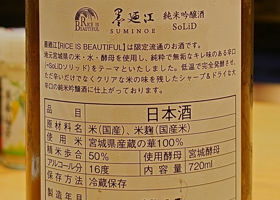 RICE IS BEAUTIFUL
墨廼江
SUMINOE
純米吟醸酒
SoLiD
墨廼江【RICE IS BEAUTIFUL】は限定流通のお酒です。
地元宮城県の米・水・酵母を使用し、純粋で無垢なキレ味のある辛口
(=SoLiDソリッド)をテーマといたしました。低温で完全発酵させ
ただ辛いだけでなくクリアな米の味を残したシャープ&ドライな大
辛口の純米吟醸酒に仕上がっております。
日本酒
原材料名 米(国産)、米麹(国産米)
原料米 宮城県産蔵の華100%
精米歩合 50% 使用酵母 宮城酵母
アルコール分 16度 容量 720ml
保存方法 冷蔵保存
製造年月